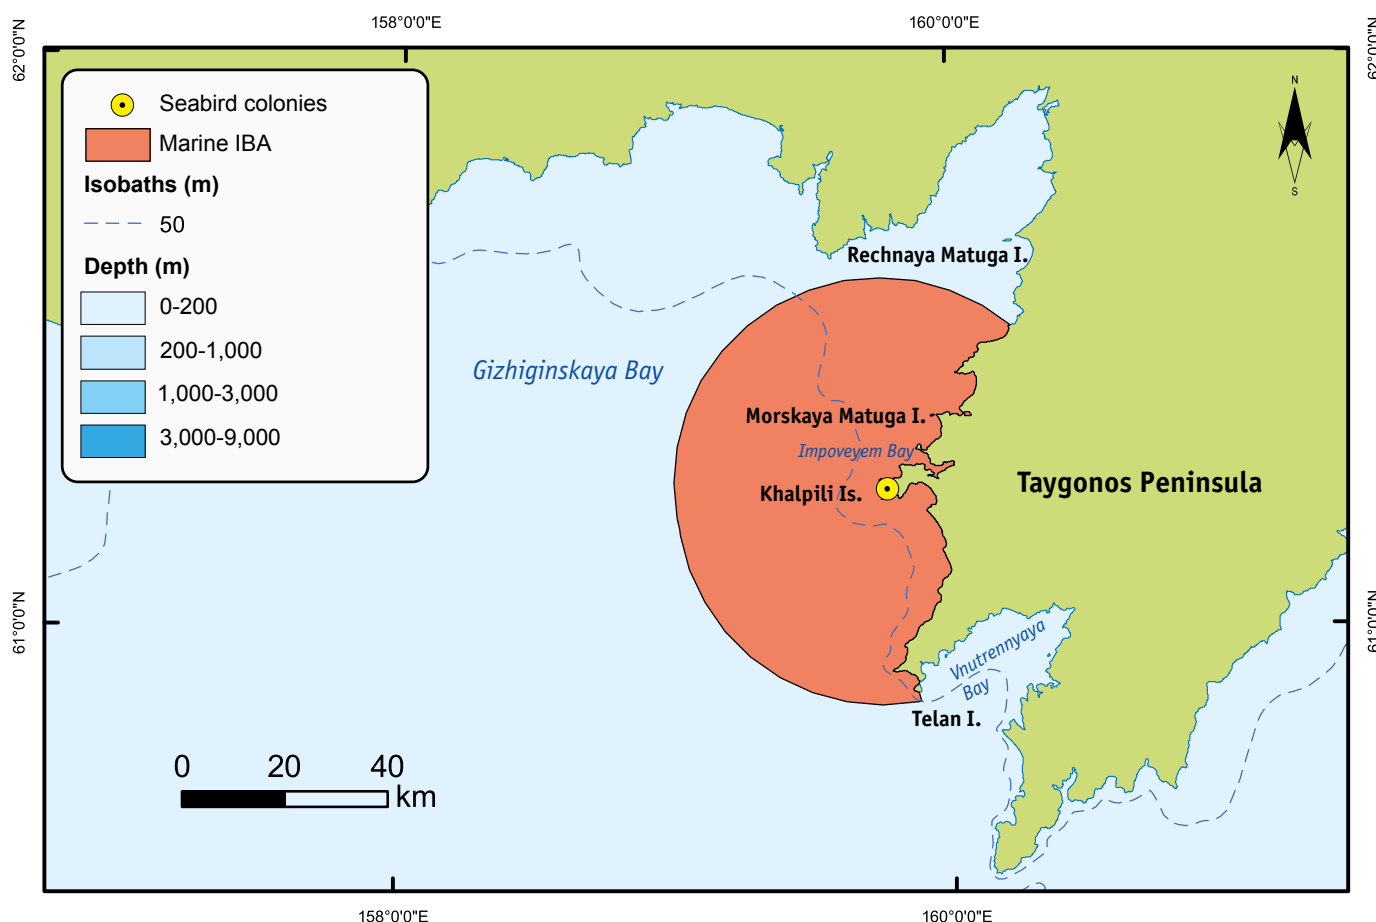 158°0'0"E
160°0'0"E
62°0'0"N
62°0'0"N
Seabird colonies
Marine IBA
Isobaths (m)
50
Depth (m)
0-200
200-1,000
1,000-3,000
3,000-9,000
N
S
Rechnaya Matuga I.
Gizhiginskaya Bay
Morskaya Matuga I.
Impoveyem Bay
Khalpili Is.
Taygonos Peninsula
61°0'0"N
61°0'0"N
Vnutrennyaya
Bay
Telan I.
0 20 40
km
158°0'0"E
160°0'0"E